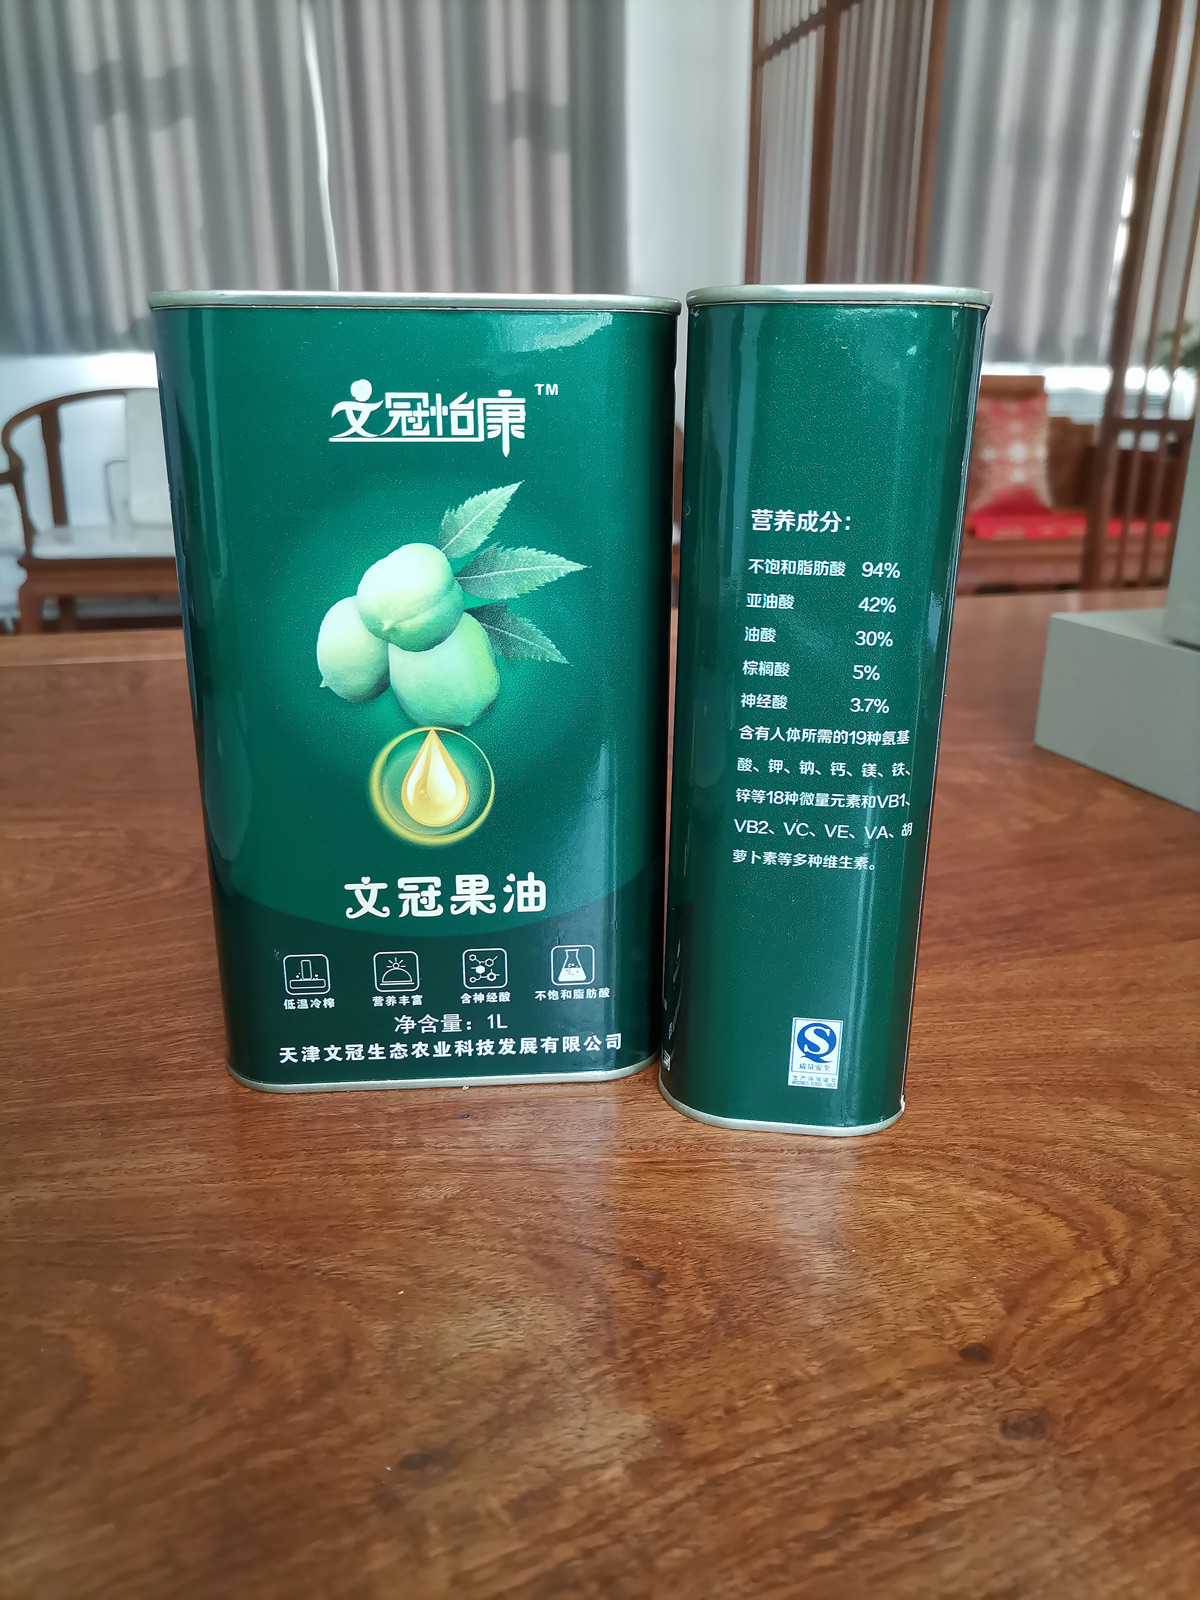 文冠怡康 TM
文冠果油
低温冷榨 营养丰富 含神经酸 不饱和脂肪酸
净含量：1L
天津文冠生态农业科技发展有限公司
营养成分：
不饱和脂肪酸 94%
亚油酸 42%
油酸 30%
棕榈酸 5%
神经酸 3.7%
含有人体所需的19种氨基
酸、钾、钠、钙、镁、铁、
锌等18种微量元素和VB1、
VB2、VC、VE、VA、胡
萝卜素等多种维生素。
质量安全